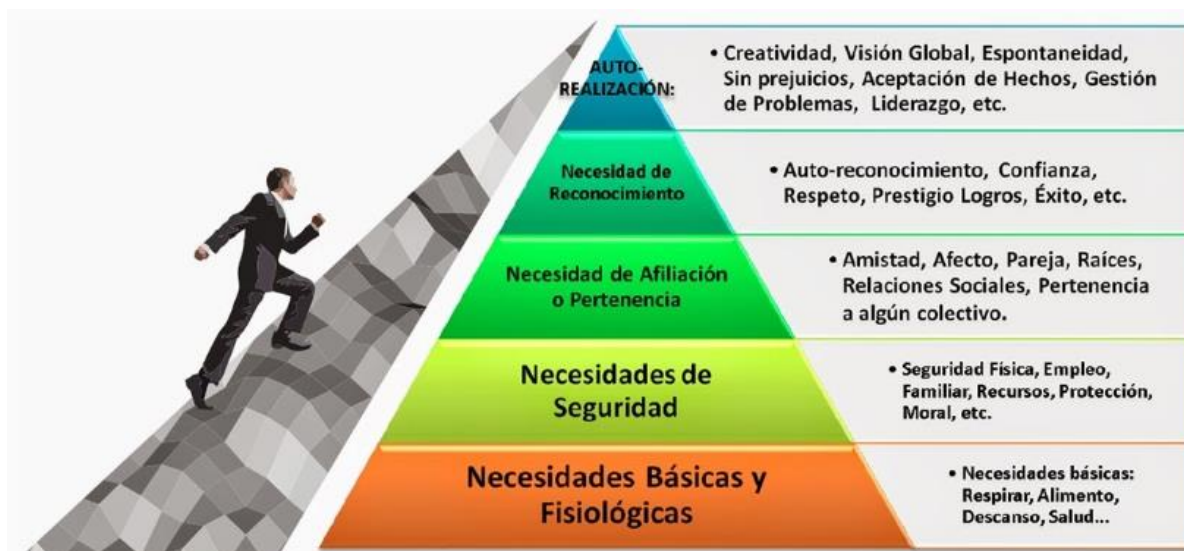 AUTO-
REALIZACIÓN:
• Creatividad, Visión Global, Espontaneidad,
Sin prejuicios, Aceptación de Hechos, Gestión
de Problemas, Liderazgo, etc.
Necesidad de
Reconocimiento
• Auto-reconocimiento, Confianza,
Respeto, Prestigio Logros, Éxito, etc.
Necesidad de Afiliación
o Pertenencia
• Amistad, Afecto, Pareja, Raíces,
Relaciones Sociales, Pertenencia
a algún colectivo.
Necesidades de
Seguridad
• Seguridad Física, Empleo,
Familiar, Recursos, Protección,
Moral, etc.
Necesidades Básicas y
Fisiológicas
• Necesidades básicas:
Respirar, Alimento,
Descanso, Salud...